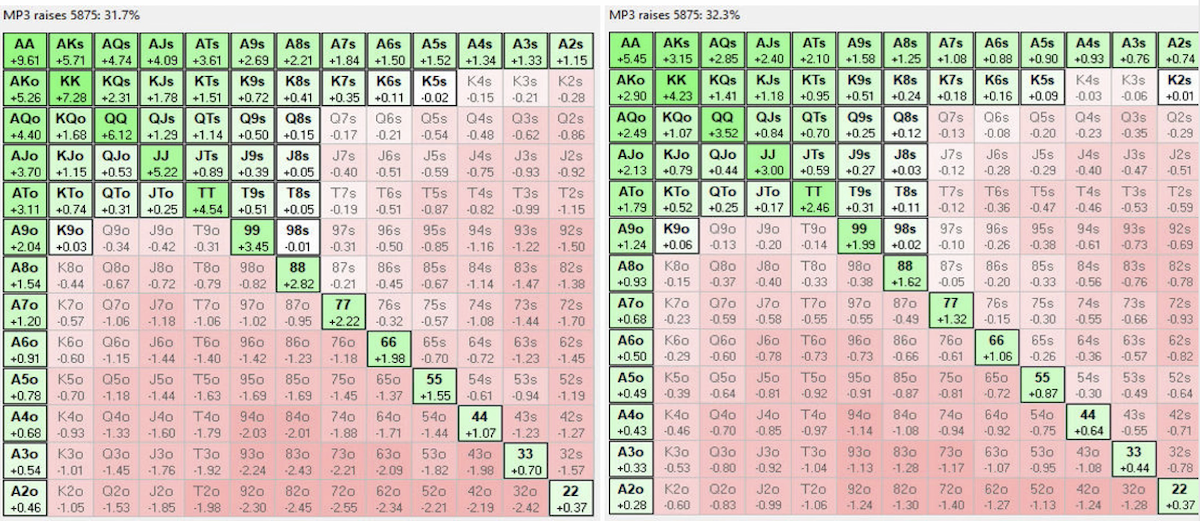 MP3 raises 5875: 31.7%
AA AKs AQs AJs ATs A9s A8s A7s A6s A5s A4s A3s A2s
+9.61 +5.71 +4.74 +4.09 +3.61 +2.69 +2.21 +1.84 +1.50 +1.52 +1.34 +1.33 +1.15
AKo KK KQs KJs KTs K9s K8s K7s K6s K5s K4s K3s K2s
+5.26 +7.28 +2.31 +1.78 +1.51 +0.72 +0.41 +0.35 +0.11 -0.02 -0.15 -0.21 -0.28
AQo KQo QQ QJs QTs Q9s Q8s Q7s Q6s Q5s Q4s Q3s Q2s
+4.40 +1.68 +6.12 +1.29 +1.14 +0.50 +0.15 -0.17 -0.21 -0.54 -0.48 -0.62 -0.86
AJo KJo QJo JJ JTs J9s J8s J7s J6s J5s J4s J3s J2s
+3.70 +1.15 +0.53 +5.22 +0.89 +0.39 +0.05 -0.40 -0.51 -0.59 -0.75 -0.93 -0.92
ATo KTo QTo JTo TT T9s T8s T7s T6s T5s T4s T3s T2s
+3.11 +0.74 +0.31 +0.25 +4.54 +0.51 +0.05 -0.19 -0.51 -0.87 -0.82 -0.99 -1.15
A9o K9o Q9o J9o T9o 99 98s 97s 96s 95s 94s 93s 92s
+2.04 +0.03 -0.34 -0.42 -0.31 +3.45 -0.01 -0.31 -0.50 -0.85 -1.16 -1.22 -1.50
A8o K8o Q8o J8o T8o 98o 88 87s 86s 85s 84s 83s 82s
+1.54 -0.44 -0.67 -0.72 -0.79 -0.82 +2.82 -0.21 -0.45 -0.67 -1.14 -1.47 -1.38
A7o K7o Q7o J7o T7o 97o 87o 77 76s 75s 74s 73s 72s
+1.20 -0.57 -1.06 -1.18 -1.06 -1.02 -0.95 +2.22 -0.32 -0.57 -1.08 -1.44 -1.70
A6o K6o Q6o J6o T6o 96o 86o 76o 66 65s 64s 63s 62s
+0.91 -0.60 -1.15 -1.44 -1.40 -1.42 -1.23 -1.18 +1.98 -0.70 -0.72 -1.23 -1.45
A5o K5o Q5o J5o T5o 95o 85o 75o 65o 55 54s 53s 52s
+0.78 -0.70 -1.18 -1.44 -1.63 -1.69 -1.69 -1.45 -1.37 +1.55 -0.61 -0.94 -1.19
A4o K4o Q4o J4o T4o 94o 84o 74o 64o 54o 44 43s 42s
+0.68 -0.93 -1.33 -1.60 -1.79 -2.03 -2.01 -1.88 -1.71 -1.44 +1.07 -1.23 -1.27
A3o K3o Q3o J3o T3o 93o 83o 73o 63o 53o 43o 33 32s
+0.54 -1.01 -1.45 -1.76 -1.92 -2.24 -2.43 -2.21 -2.09 -1.82 -1.98 +0.70 -1.57
A2o K2o Q2o J2o T2o 92o 82o 72o 62o 52o 42o 32o 22
+0.46 -1.05 -1.53 -1.85 -1.98 -2.30 -2.45 -2.55 -2.34 -2.21 -2.19 -2.42 +0.37
MP3 raises 5875: 32.3%
AA AKs AQs AJs ATs A9s A8s A7s A6s A5s A4s A3s A2s
+5.45 +3.15 +2.85 +2.40 +2.10 +1.58 +1.25 +1.08 +0.88 +0.90 +0.93 +0.76 +0.74
AKo KK KQs KJs KTs K9s K8s K7s K6s K5s K4s K3s K2s
+2.90 +4.23 +1.41 +1.18 +0.95 +0.51 +0.24 +0.18 +0.16 +0.09 -0.03 -0.06 +0.01
AQo KQo QQ QJs QTs Q9s Q8s Q7s Q6s Q5s Q4s Q3s Q2s
+2.49 +1.07 +3.52 +0.84 +0.70 +0.25 +0.12 -0.13 -0.08 -0.20 -0.23 -0.35 -0.29
AJo KJo QJo JJ JTs J9s J8s J7s J6s J5s J4s J3s J2s
+2.13 +0.79 +0.44 +3.00 +0.59 +0.27 +0.03 -0.12 -0.28 -0.29 -0.40 -0.47 -0.51
ATo KTo QTo JTo TT T9s T8s T7s T6s T5s T4s T3s T2s
+1.79 +0.52 +0.25 +0.17 +2.46 +0.31 +0.11 -0.12 -0.36 -0.47 -0.46 -0.53 -0.59
A9o K9o Q9o J9o T9o 99 98s 97s 96s 95s 94s 93s 92s
+1.24 +0.06 -0.13 -0.20 -0.14 +1.99 +0.02 -0.10 -0.26 -0.38 -0.61 -0.73 -0.69
A8o K8o Q8o J8o T8o 98o 88 87s 86s 85s 84s 83s 82s
+0.93 -0.15 -0.37 -0.40 -0.33 -0.38 +1.62 -0.05 -0.20 -0.33 -0.56 -0.76 -0.78
A7o K7o Q7o J7o T7o 97o 87o 77 76s 75s 74s 73s 72s
+0.68 -0.23 -0.59 -0.58 -0.55 -0.55 -0.49 +1.32 -0.15 -0.30 -0.55 -0.66 -0.93
A6o K6o Q6o J6o T6o 96o 86o 76o 66 65s 64s 63s 62s
+0.50 -0.29 -0.60 -0.78 -0.73 -0.73 -0.66 -0.61 +1.06 -0.26 -0.36 -0.57 -0.82
A5o K5o Q5o J5o T5o 95o 85o 75o 65o 55 54s 53s 52s
+0.49 -0.39 -0.64 -0.81 -0.92 -0.91 -0.87 -0.81 -0.72 +0.87 -0.30 -0.49 -0.64
A4o K4o Q4o J4o T4o 94o 84o 74o 64o 54o 44 43s 42s
+0.43 -0.46 -0.70 -0.85 -0.97 -1.14 -1.08 -0.94 -0.92 -0.75 +0.64 -0.55 -0.71
A3o K3o Q3o J3o T3o 93o 83o 73o 63o 53o 43o 33 32s
+0.33 -0.53 -0.80 -0.92 -1.04 -1.13 -1.28 -1.17 -1.07 -0.95 -1.08 +0.44 -0.78
A2o K2o Q2o J2o T2o 92o 82o 72o 62o 52o 42o 32o 22
+0.28 -0.60 -0.83 -0.99 -1.06 -1.24 -1.30 -1.40 -1.27 -1.13 -1.24 -1.28 +0.37